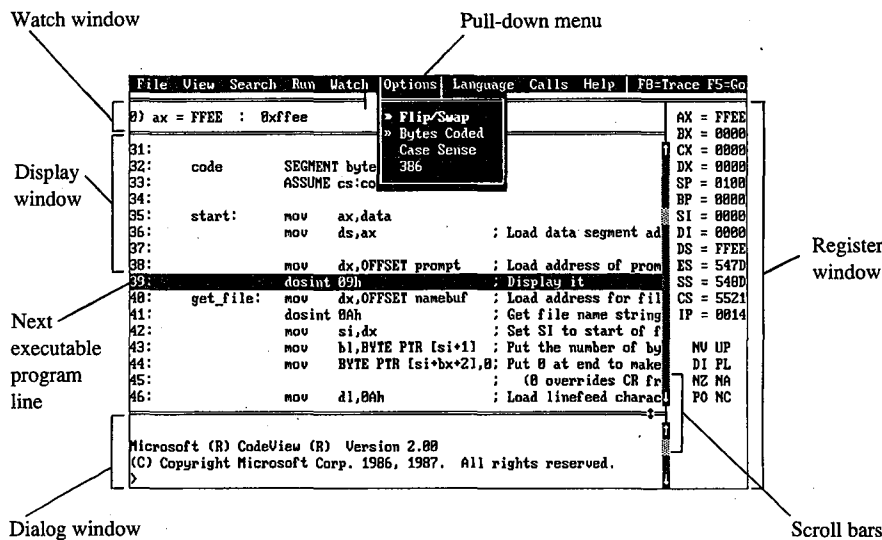 Watch window
Pull-down menu
File View Search Run Watch Options Language Calls Help F8=Trace F5=Go
0) ax = FFEE : 0xffee
» Flip/Swap
» Bytes Coded
Case Sense
386
AX = FFEE
BX = 0000
CX = 0000
DX = 0000
SP = 0100
BP = 0000
SI = 0000
DI = 0000
DS = FFEE
ES = 547D
SS = 548D
CS = 5521
IP = 0014
NV UP
DI PL
NZ NA
PO NC
Display window
31:
32: code SEGMENT byte
33: ASSUME cs:co
34:
35: start: mov ax,data
36: mov ds,ax ; Load data segment ad
37:
38: mov dx,OFFSET prompt ; Load address of prom
39: dosint 09h ; Display it
40: get_file: mov dx,OFFSET namebuf ; Load address for fil
41: dosint 0Ah ; Get file name string
42: mov si,dx ; Set SI to start of f
43: mov bl,BYTE PTR [si+1] ; Put the number of by
44: mov BYTE PTR [si+bx+2],0; Put 0 at end to make
45: ; (0 overrides CR fr
46: mov dl,0Ah ; Load linefeed charac
Register window
Next executable program line
Microsoft (R) CodeView (R) Version 2.00
(C) Copyright Microsoft Corp. 1986, 1987. All rights reserved.
>
Dialog window
Scroll bars